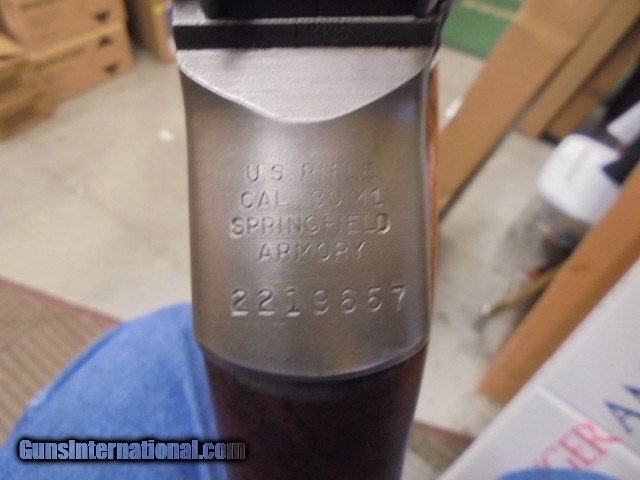 U.S. RIFLE
CAL. .30 M1
SPRINGFIELD
ARMORY
2219657
GunsInternational.com